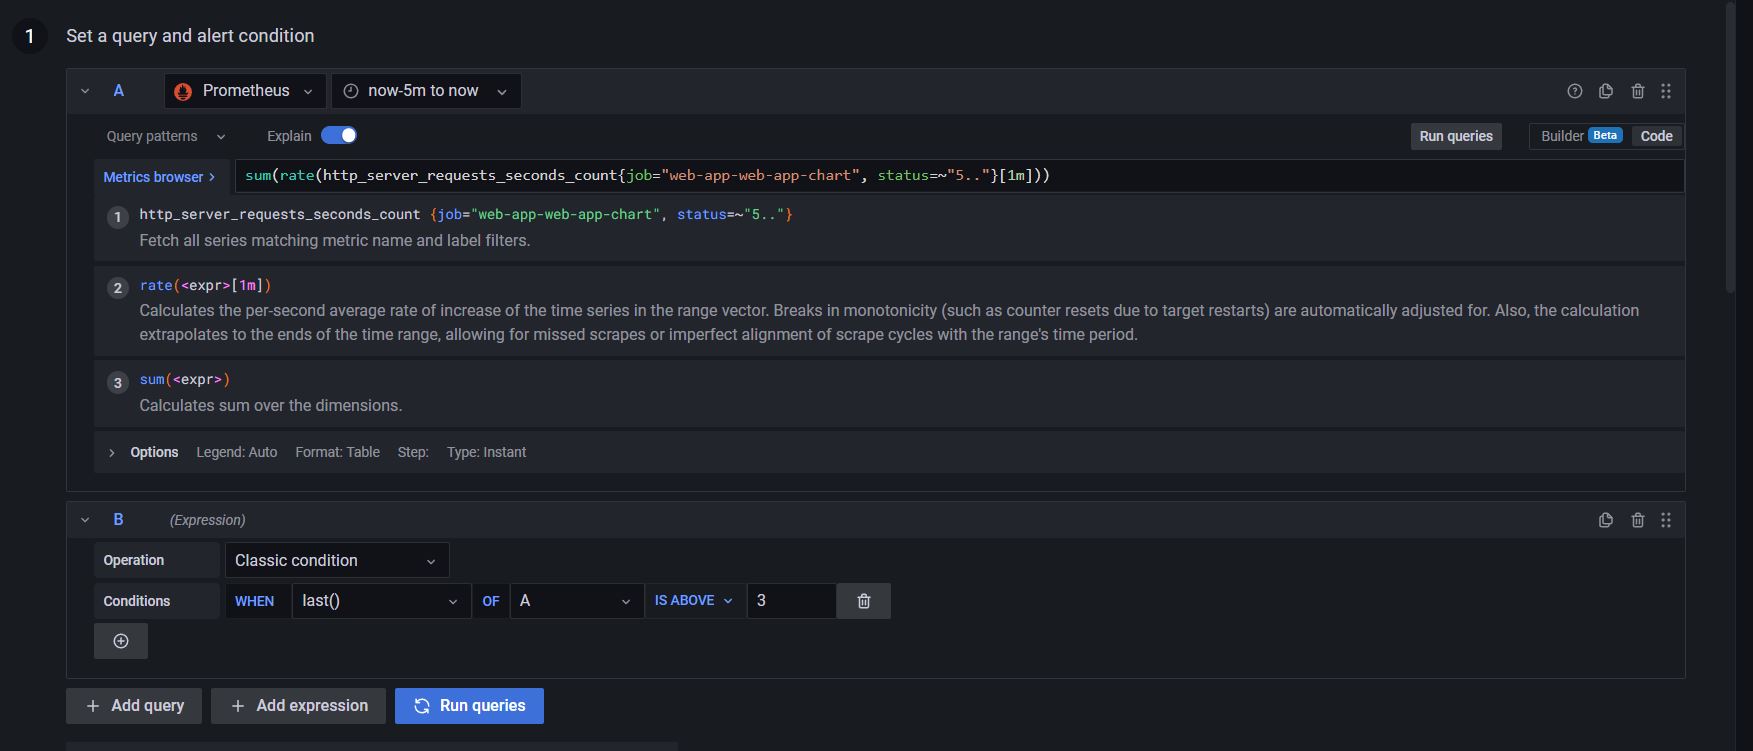 1 Set a query and alert condition
A Prometheus now-5m to now
Query patterns Explain Run queries Builder Beta Code
Metrics browser > sum(rate(http_server_requests_seconds_count{job="web-app-web-app-chart", status=~"5.."}[1m]))
1 http_server_requests_seconds_count {job="web-app-web-app-chart", status=~"5.."}
Fetch all series matching metric name and label filters.
2 rate(<expr>[1m])
Calculates the per-second average rate of increase of the time series in the range vector. Breaks in monotonicity (such as counter resets due to target restarts) are automatically adjusted for. Also, the calculation
extrapolates to the ends of the time range, allowing for missed scrapes or imperfect alignment of scrape cycles with the range's time period.
3 sum(<expr>)
Calculates sum over the dimensions.
> Options Legend: Auto Format: Table Step: Type: Instant
B (Expression)
Operation Classic condition
Conditions WHEN last() OF A IS ABOVE 3
+ Add query + Add expression Run queries